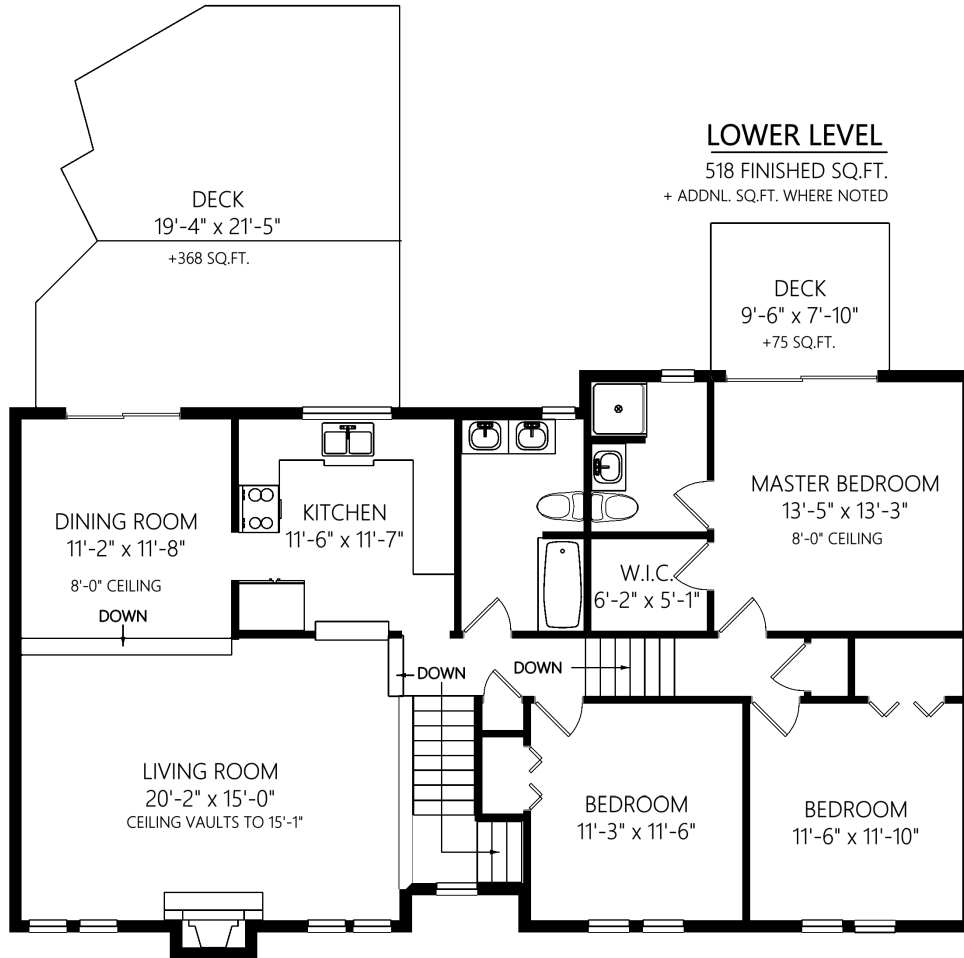 LOWER LEVEL
518 FINISHED SQ.FT.
+ ADDNL. SQ.FT. WHERE NOTED
DECK
19'-4" x 21'-5"
+368 SQ.FT.
DECK
9'-6" x 7'-10"
+75 SQ.FT.
DINING ROOM
11'-2" x 11'-8"
8'-0" CEILING
DOWN
KITCHEN
11'-6" x 11'-7"
MASTER BEDROOM
13'-5" x 13'-3"
8'-0" CEILING
W.I.C.
6'-2" x 5'-1"
DOWN
DOWN
LIVING ROOM
20'-2" x 15'-0"
CEILING VAULTS TO 15'-1"
BEDROOM
11'-3" x 11'-6"
BEDROOM
11'-6" x 11'-10"